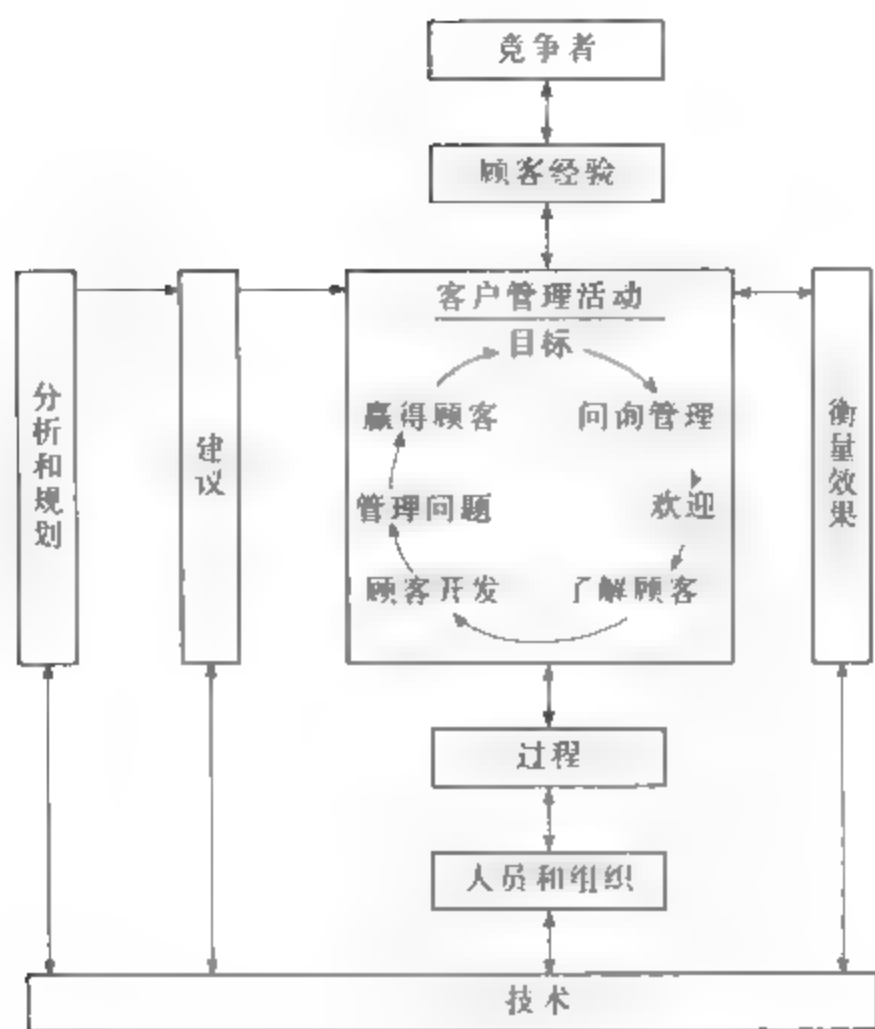 竞争者
顾客经验
客户管理活动
目标
赢得顾客
问询管理
管理问题
欢迎
顾客开发
了解顾客
分析和规划
建议
衡量效果
过程
人员和组织
技术